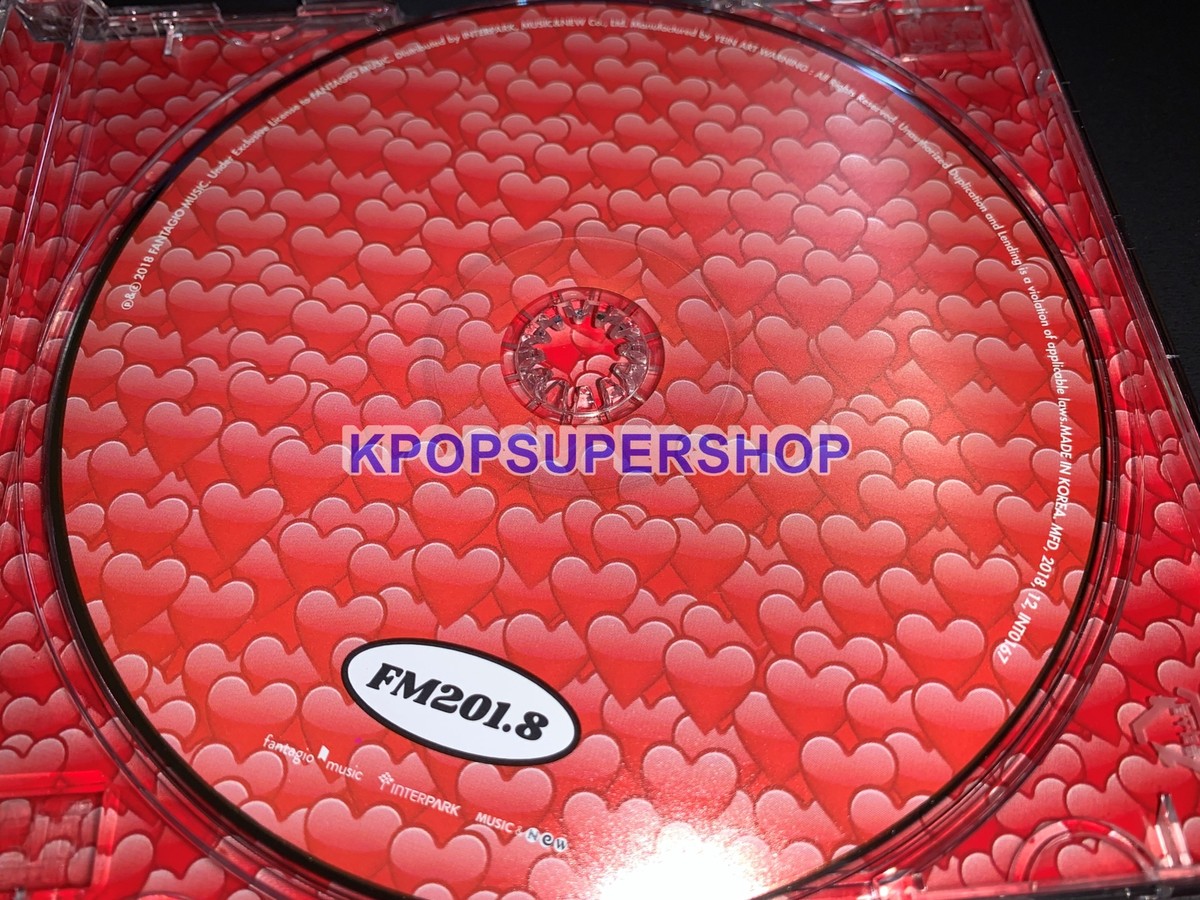 ℗&© 2018 FANTAGIO MUSIC. Under Exclusive License to FANTAGIO MUSIC. Distributed by INTERPARK, MUSIC&NEW Co., Ltd. Manufactured by YEIN ART WARNING : All Rights Reserved. Unauthorized Duplication and Lending is a violation of applicable laws.MADE IN KOREA. MFD, 2018,12, INT0167
KPOPSUPERSHOP
FM201.8
fantagio music
INTERPARK
MUSIC& NEW